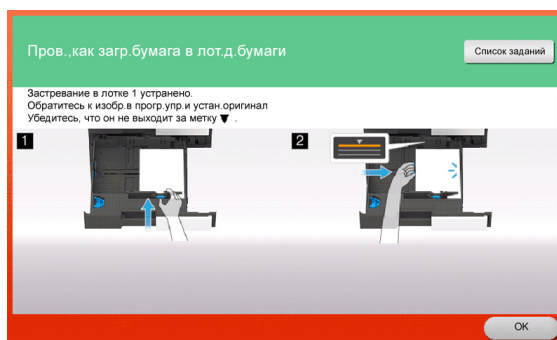 Пров.,как загр.бумага в лот.д.бумаги
Список заданий
Застревание в лотке 1 устранено.
Обратитесь к изобр.в прогр.упр.и устан.оригинал
Убедитесь, что он не выходит за метку ▼ .
1
2
OK